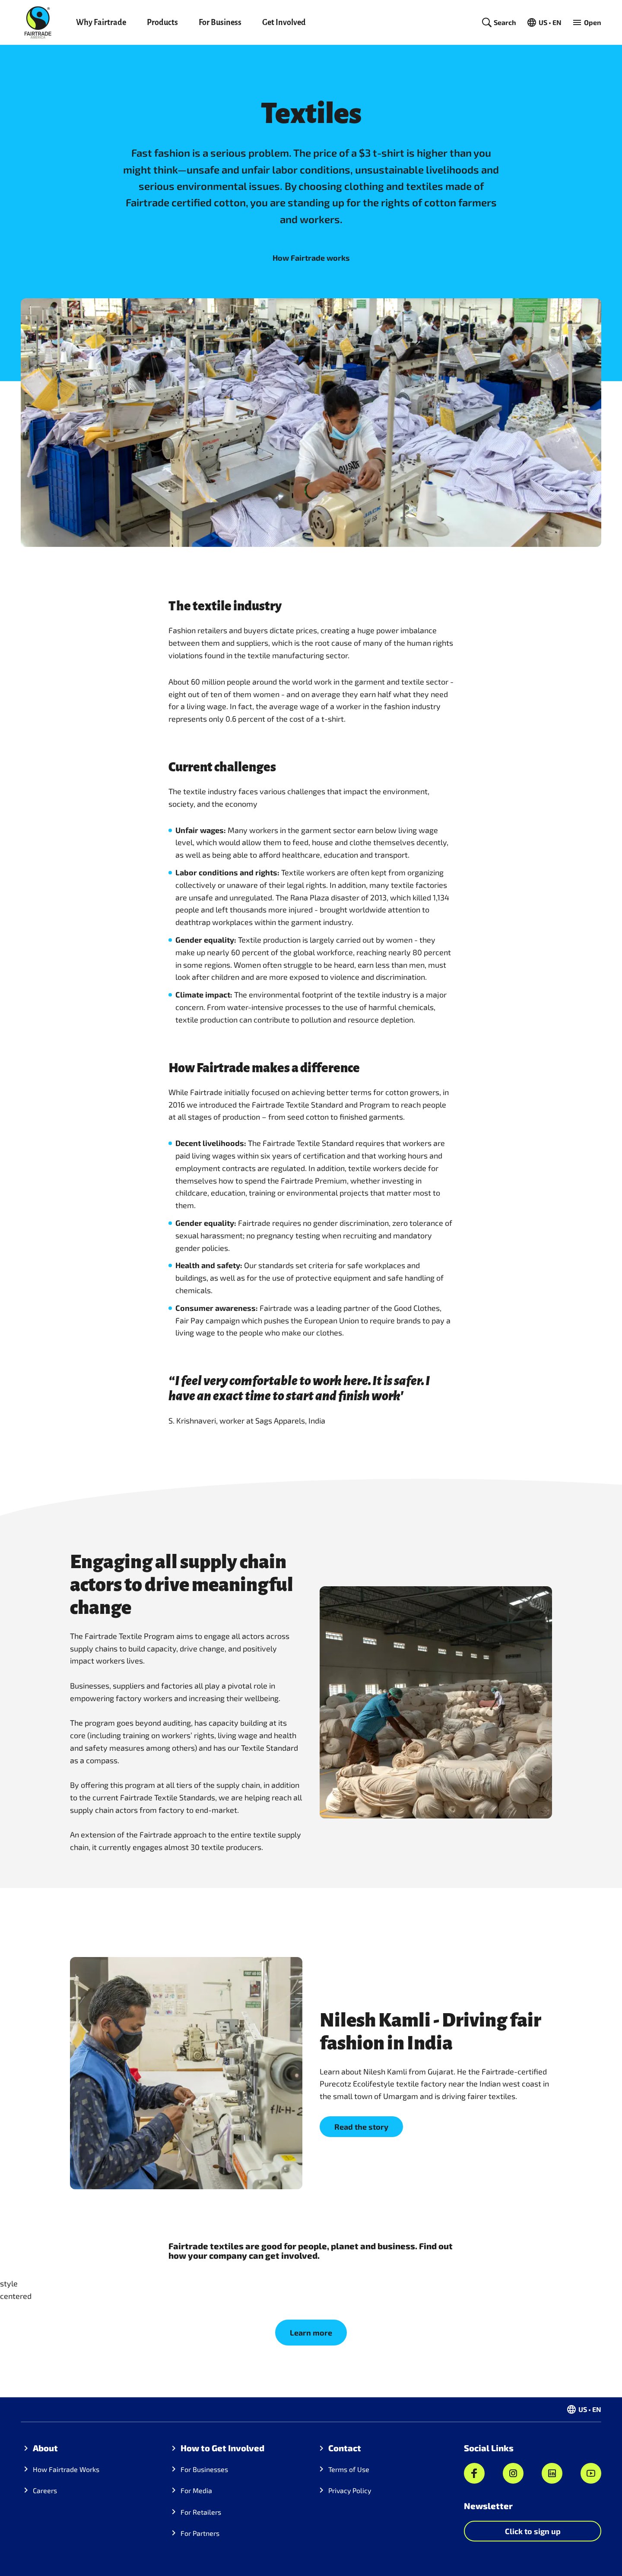 FAIRTRADE
AMERICA
Why Fairtrade
Products
For Business
Get Involved
Search
US • EN
Open
Textiles
Fast fashion is a serious problem. The price of a $3 t-shirt is higher than you
might think—unsafe and unfair labor conditions, unsustainable livelihoods and
serious environmental issues. By choosing clothing and textiles made of
Fairtrade certified cotton, you are standing up for the rights of cotton farmers
and workers.
How Fairtrade works
The textile industry
Fashion retailers and buyers dictate prices, creating a huge power imbalance
between them and suppliers, which is the root cause of many of the human rights
violations found in the textile manufacturing sector.
About 60 million people around the world work in the garment and textile sector -
eight out of ten of them women - and on average they earn half what they need
for a living wage. In fact, the average wage of a worker in the fashion industry
represents only 0.6 percent of the cost of a t-shirt.
Current challenges
The textile industry faces various challenges that impact the environment,
society, and the economy
Unfair wages: Many workers in the garment sector earn below living wage
level, which would allow them to feed, house and clothe themselves decently,
as well as being able to afford healthcare, education and transport.
Labor conditions and rights: Textile workers are often kept from organizing
collectively or unaware of their legal rights. In addition, many textile factories
are unsafe and unregulated. The Rana Plaza disaster of 2013, which killed 1,134
people and left thousands more injured - brought worldwide attention to
deathtrap workplaces within the garment industry.
Gender equality: Textile production is largely carried out by women - they
make up nearly 60 percent of the global workforce, reaching nearly 80 percent
in some regions. Women often struggle to be heard, earn less than men, must
look after children and are more exposed to violence and discrimination.
Climate impact: The environmental footprint of the textile industry is a major
concern. From water-intensive processes to the use of harmful chemicals,
textile production can contribute to pollution and resource depletion.
How Fairtrade makes a difference
While Fairtrade initially focused on achieving better terms for cotton growers, in
2016 we introduced the Fairtrade Textile Standard and Program to reach people
at all stages of production – from seed cotton to finished garments.
Decent livelihoods: The Fairtrade Textile Standard requires that workers are
paid living wages within six years of certification and that working hours and
employment contracts are regulated. In addition, textile workers decide for
themselves how to spend the Fairtrade Premium, whether investing in
childcare, education, training or environmental projects that matter most to
them.
Gender equality: Fairtrade requires no gender discrimination, zero tolerance of
sexual harassment; no pregnancy testing when recruiting and mandatory
gender policies.
Health and safety: Our standards set criteria for safe workplaces and
buildings, as well as for the use of protective equipment and safe handling of
chemicals.
Consumer awareness: Fairtrade was a leading partner of the Good Clothes,
Fair Pay campaign which pushes the European Union to require brands to pay a
living wage to the people who make our clothes.
“I feel very comfortable to work here. It is safer. I
have an exact time to start and finish work'
S. Krishnaveri, worker at Sags Apparels, India
Engaging all supply chain
actors to drive meaningful
change
The Fairtrade Textile Program aims to engage all actors across
supply chains to build capacity, drive change, and positively
impact workers lives.
Businesses, suppliers and factories all play a pivotal role in
empowering factory workers and increasing their wellbeing.
The program goes beyond auditing, has capacity building at its
core (including training on workers’ rights, living wage and health
and safety measures among others) and has our Textile Standard
as a compass.
By offering this program at all tiers of the supply chain, in addition
to the current Fairtrade Textile Standards, we are helping reach all
supply chain actors from factory to end-market.
An extension of the Fairtrade approach to the entire textile supply
chain, it currently engages almost 30 textile producers.
Nilesh Kamli - Driving fair
fashion in India
Learn about Nilesh Kamli from Gujarat. He the Fairtrade-certified
Purecotz Ecolifestyle textile factory near the Indian west coast in
the small town of Umargam and is driving fairer textiles.
Read the story
Fairtrade textiles are good for people, planet and business. Find out
how your company can get involved.
style
centered
Learn more
US • EN
About
How Fairtrade Works
Careers
How to Get Involved
For Businesses
For Media
For Retailers
For Partners
Contact
Terms of Use
Privacy Policy
Social Links
Newsletter
Click to sign up